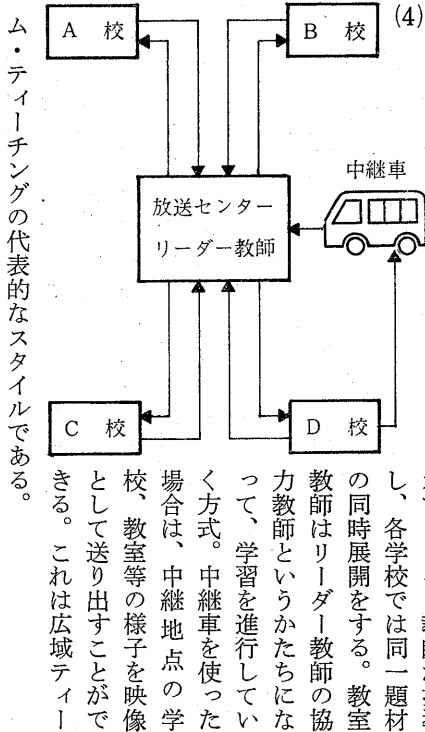 (4)
A 校
B 校
放送センター
リーダー教師
中継車
C 校
D 校
し、各学校では同一題材
の同時展開をする。教室
教師はリーダー教師の協
力教師というかたちにな
って、学習を進行してい
く方式。中継車を使った
場合は、中継地点の学
校、教室等の様子を映像
として送り出すことがで
きる。これは広域ティー
ム・ティーチングの代表的なスタイルである。